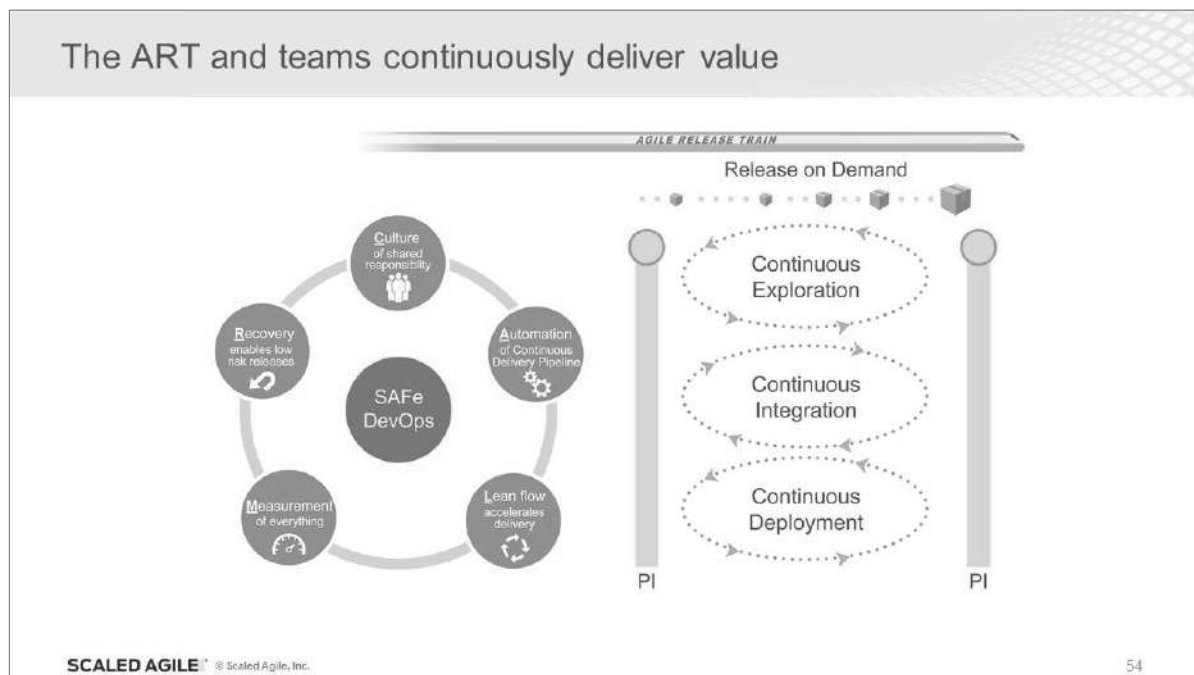 The ART and teams continuously deliver value
AGILE RELEASE TRAIN
Release on Demand
Culture
of shared
responsibility
Recovery
enables low
risk releases
Automation
of Continuous
Delivery Pipeline
SAFe
DevOps
Measurement
of everything
Lean flow
accelerates
delivery
Continuous
Exploration
Continuous
Integration
Continuous
Deployment
PI
PI
SCALED AGILE ® © Scaled Agile, Inc.
54